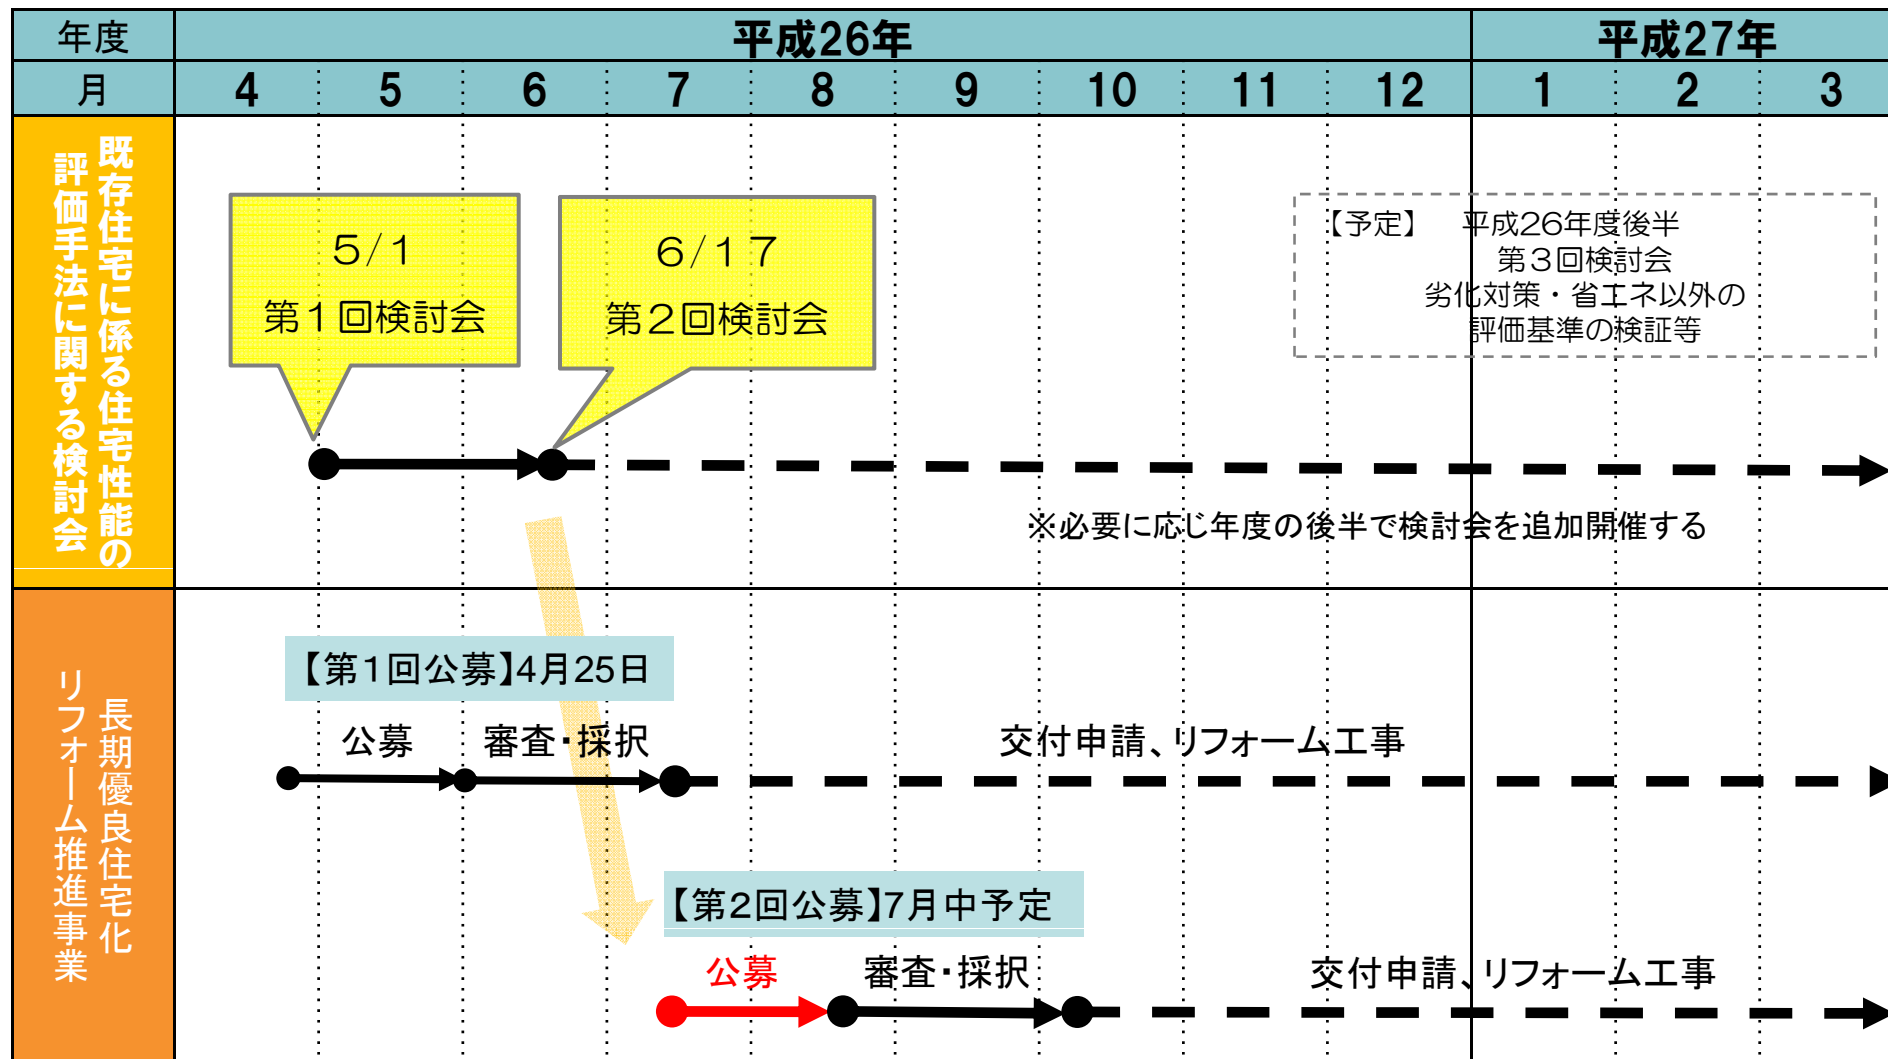 年度
平成26年
平成27年
月
4
5
6
7
8
9
10
11
12
1
2
3
既存住宅に係る住宅性能の
評価手法に関する検討会
5/1
第1回検討会
6/17
第2回検討会
【予定】　平成26年度後半
第3回検討会
劣化対策・省エネ以外の
評価基準の検証等
※必要に応じ年度の後半で検討会を追加開催する
長期優良住宅化
リフォーム推進事業
【第1回公募】4月25日
公募
審査・採択
交付申請、リフォーム工事
【第2回公募】7月中予定
公募
審査・採択
交付申請、リフォーム工事